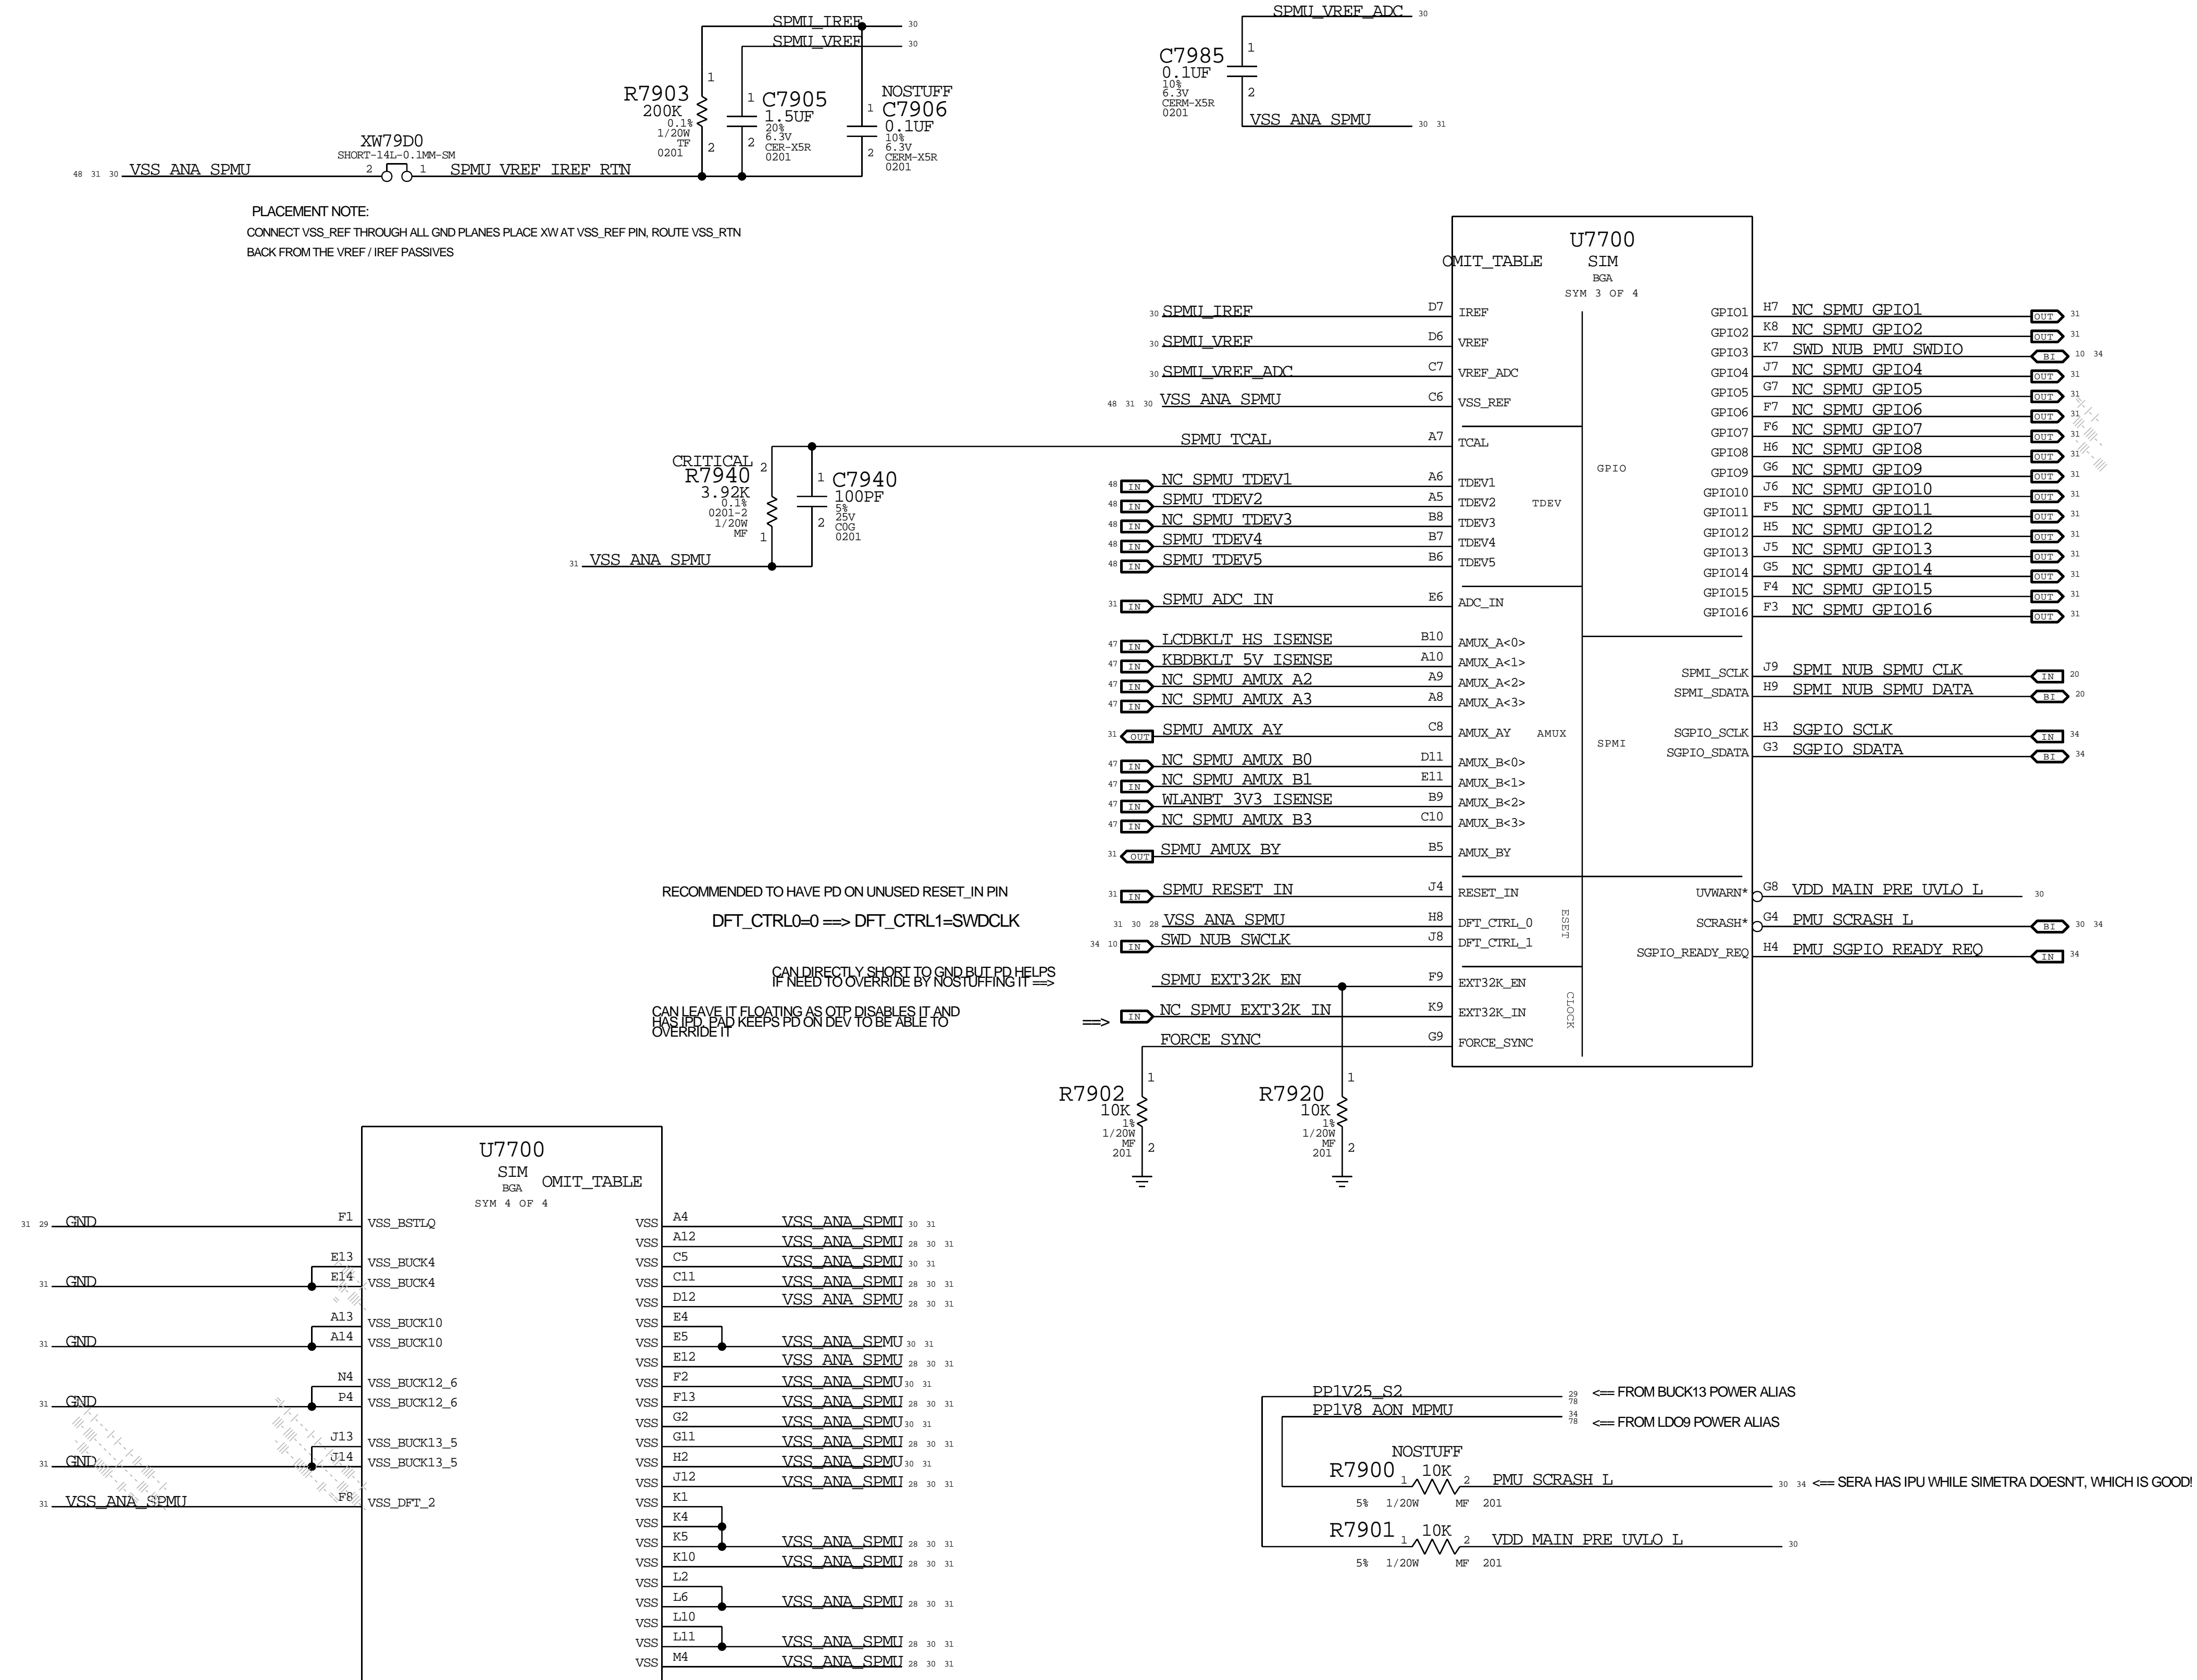 SPMU_IREF 30
SPMU_VREF 30
R7903
200K
0.1%
1/20W
TF
0201
1
2
C7905
1.5UF
20%
6.3V
CER-X5R
0201
1
2
NOSTUFF
C7906
0.1UF
10%
6.3V
CERM-X5R
0201
1
2
XW79D0
SHORT-14L-0.1MM-SM
48 31 30 VSS_ANA_SPMU 2 1 SPMU_VREF_IREF_RTN
PLACEMENT NOTE:
CONNECT VSS_REF THROUGH ALL GND PLANES PLACE XW AT VSS_REF PIN, ROUTE VSS_RTN
BACK FROM THE VREF / IREF PASSIVES
SPMU_VREF_ADC 30
C7985
0.1UF
10%
6.3V
CERM-X5R
0201
1
2
VSS_ANA_SPMU 30 31
U7700
OMIT_TABLE SIM
BGA
SYM 3 OF 4
30 SPMU_IREF D7 IREF
30 SPMU_VREF D6 VREF
30 SPMU_VREF_ADC C7 VREF_ADC
48 31 30 VSS_ANA_SPMU C6 VSS_REF
SPMU_TCAL A7 TCAL
CRITICAL
R7940
3.92K
0.1%
0201-2
1/20W
MF
2
1
C7940
100PF
5%
25V
C0G
0201
1
2
31 VSS_ANA_SPMU
48 IN NC_SPMU_TDEV1 A6 TDEV1
48 IN SPMU_TDEV2 A5 TDEV2 TDEV
48 IN NC_SPMU_TDEV3 B8 TDEV3
48 IN SPMU_TDEV4 B7 TDEV4
48 IN SPMU_TDEV5 B6 TDEV5
31 IN SPMU_ADC_IN E6 ADC_IN
47 IN LCDBKLT_HS_ISENSE B10 AMUX_A<0>
47 IN KBDBKLT_5V_ISENSE A10 AMUX_A<1>
47 IN NC_SPMU_AMUX_A2 A9 AMUX_A<2>
47 IN NC_SPMU_AMUX_A3 A8 AMUX_A<3>
31 OUT SPMU_AMUX_AY C8 AMUX_AY AMUX
47 IN NC_SPMU_AMUX_B0 D11 AMUX_B<0>
47 IN NC_SPMU_AMUX_B1 E11 AMUX_B<1>
47 IN WLANBT_3V3_ISENSE B9 AMUX_B<2>
47 IN NC_SPMU_AMUX_B3 C10 AMUX_B<3>
31 OUT SPMU_AMUX_BY B5 AMUX_BY
RECOMMENDED TO HAVE PD ON UNUSED RESET_IN PIN
31 IN SPMU_RESET_IN J4 RESET_IN
DFT_CTRL0=0 ==> DFT_CTRL1=SWDCLK
31 30 28 VSS_ANA_SPMU H8 DFT_CTRL_0
34 10 IN SWD_NUB_SWCLK J8 DFT_CTRL_1
ESET
CAN DIRECTLY SHORT TO GND BUT PD HELPS
IF NEED TO OVERRIDE BY NOSTUFFING IT ==>
SPMU_EXT32K_EN F9 EXT32K_EN
CAN LEAVE IT FLOATING AS OTP DISABLES IT AND
HAS IPD. PAD KEEPS PD ON DEV TO BE ABLE TO
OVERRIDE IT
==> IN NC_SPMU_EXT32K_IN K9 EXT32K_IN
CLOCK
FORCE_SYNC G9 FORCE_SYNC
GPIO
GPIO1 H7 NC_SPMU_GPIO1 OUT 31
GPIO2 K8 NC_SPMU_GPIO2 OUT 31
GPIO3 K7 SWD_NUB_PMU_SWDIO BI 10 34
GPIO4 J7 NC_SPMU_GPIO4 OUT 31
GPIO5 G7 NC_SPMU_GPIO5 OUT 31
GPIO6 F7 NC_SPMU_GPIO6 OUT 31
GPIO7 F6 NC_SPMU_GPIO7 OUT 31
GPIO8 H6 NC_SPMU_GPIO8 OUT 31
GPIO9 G6 NC_SPMU_GPIO9 OUT 31
GPIO10 J6 NC_SPMU_GPIO10 OUT 31
GPIO11 F5 NC_SPMU_GPIO11 OUT 31
GPIO12 H5 NC_SPMU_GPIO12 OUT 31
GPIO13 J5 NC_SPMU_GPIO13 OUT 31
GPIO14 G5 NC_SPMU_GPIO14 OUT 31
GPIO15 F4 NC_SPMU_GPIO15 OUT 31
GPIO16 F3 NC_SPMU_GPIO16 OUT 31
SPMI_SCLK J9 SPMI_NUB_SPMU_CLK IN 20
SPMI_SDATA H9 SPMI_NUB_SPMU_DATA BI 20
SPMI
SGPIO_SCLK H3 SGPIO_SCLK IN 34
SGPIO_SDATA G3 SGPIO_SDATA BI 34
UVWARN* G8 VDD_MAIN_PRE_UVLO_L 30
SCRASH* G4 PMU_SCRASH_L BI 30 34
SGPIO_READY_REQ H4 PMU_SGPIO_READY_REQ IN 34
R7902
10K
1%
1/20W
MF
201
1
2
R7920
10K
1%
1/20W
MF
201
1
2
U7700
SIM
BGA OMIT_TABLE
SYM 4 OF 4
31 29 GND F1 VSS_BSTLQ
E13 VSS_BUCK4
31 GND E14 VSS_BUCK4
A13 VSS_BUCK10
31 GND A14 VSS_BUCK10
N4 VSS_BUCK12_6
31 GND P4 VSS_BUCK12_6
J13 VSS_BUCK13_5
31 GND J14 VSS_BUCK13_5
31 VSS_ANA_SPMU F8 VSS_DFT_2
VSS A4 VSS_ANA_SPMU 30 31
VSS A12 VSS_ANA_SPMU 28 30 31
VSS C5 VSS_ANA_SPMU 30 31
VSS C11 VSS_ANA_SPMU 28 30 31
VSS D12 VSS_ANA_SPMU 28 30 31
VSS E4
VSS E5 VSS_ANA_SPMU 30 31
VSS E12 VSS_ANA_SPMU 28 30 31
VSS F2 VSS_ANA_SPMU 30 31
VSS F13 VSS_ANA_SPMU 28 30 31
VSS G2 VSS_ANA_SPMU 30 31
VSS G11 VSS_ANA_SPMU 28 30 31
VSS H2 VSS_ANA_SPMU 30 31
VSS J12 VSS_ANA_SPMU 28 30 31
VSS K1
VSS K4
VSS K5 VSS_ANA_SPMU 28 30 31
VSS K10 VSS_ANA_SPMU 28 30 31
VSS L2
VSS L6 VSS_ANA_SPMU 28 30 31
VSS L10
VSS L11 VSS_ANA_SPMU 28 30 31
VSS M4 VSS_ANA_SPMU 28 30 31
PP1V25_S2 29 78 <== FROM BUCK13 POWER ALIAS
PP1V8_AON_MPMU 34 78 <== FROM LDO9 POWER ALIAS
NOSTUFF
R7900 1 10K 2 PMU_SCRASH_L 30 34 <== SERA HAS IPU WHILE SIMETRA DOESN'T, WHICH IS GOOD!
5% 1/20W MF 201
R7901 1 10K 2 VDD_MAIN_PRE_UVLO_L 30
5% 1/20W MF 201